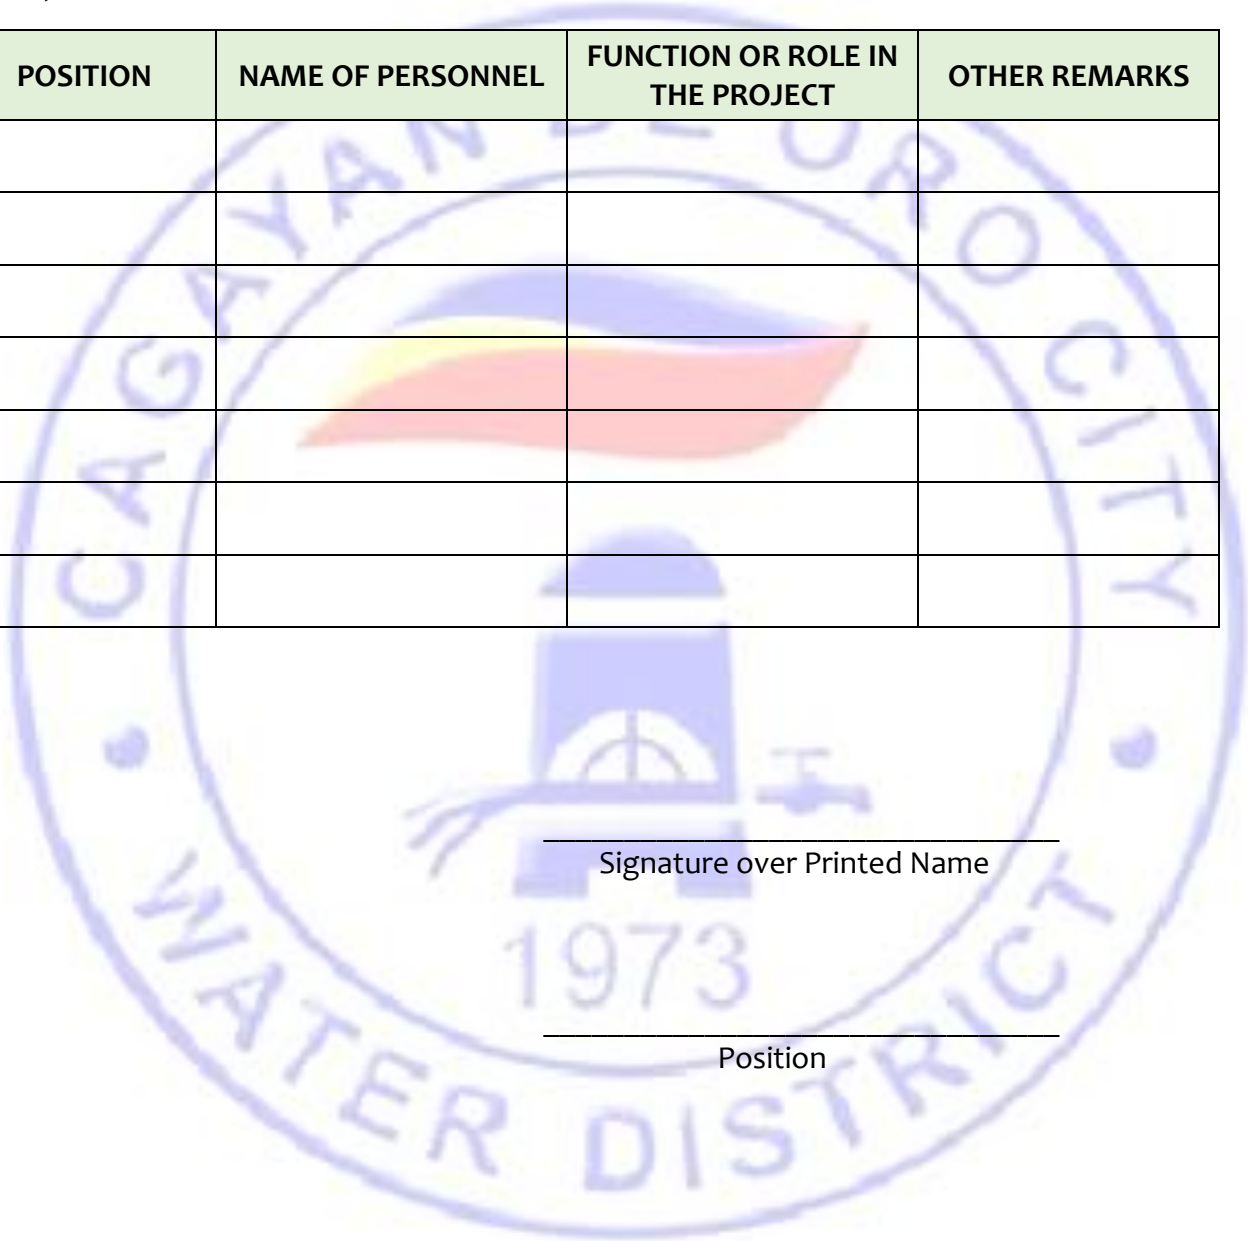 POSITION
NAME OF PERSONNEL
FUNCTION OR ROLE IN
THE PROJECT
OTHER REMARKS
CAGAYAN DE ORO CITY
1973
WATER DISTRICT
Signature over Printed Name
Position